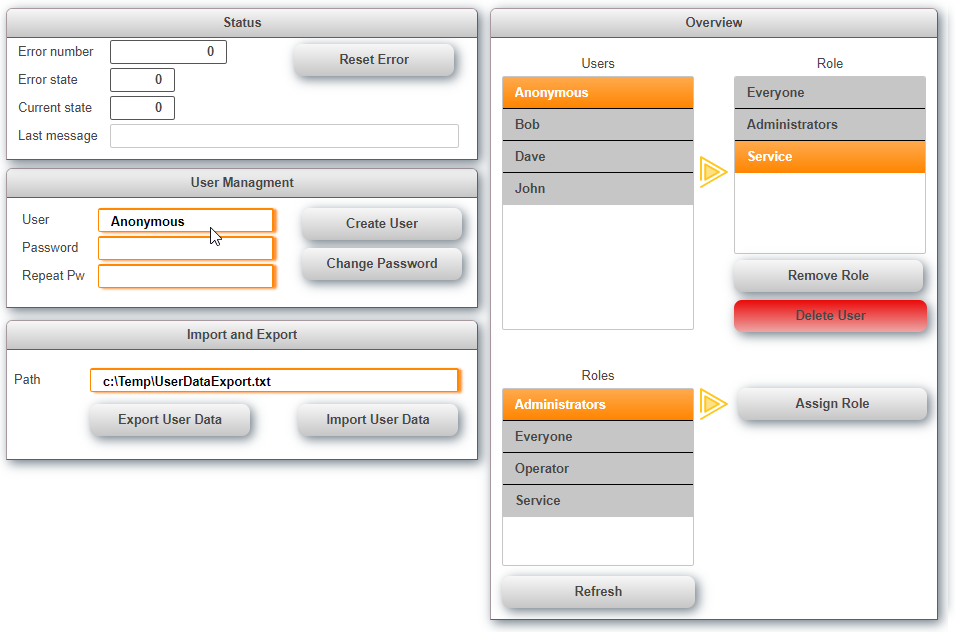 Status
Error number 0
Reset Error
Error state 0
Current state 0
Last message
User Managment
User Anonymous
Create User
Password
Change Password
Repeat Pw
Import and Export
Path c:\Temp\UserDataExport.txt
Export User Data
Import User Data
Overview
Users
Anonymous
Bob
Dave
John
Role
Everyone
Administrators
Service
Remove Role
Delete User
Roles
Administrators
Everyone
Operator
Service
Assign Role
Refresh